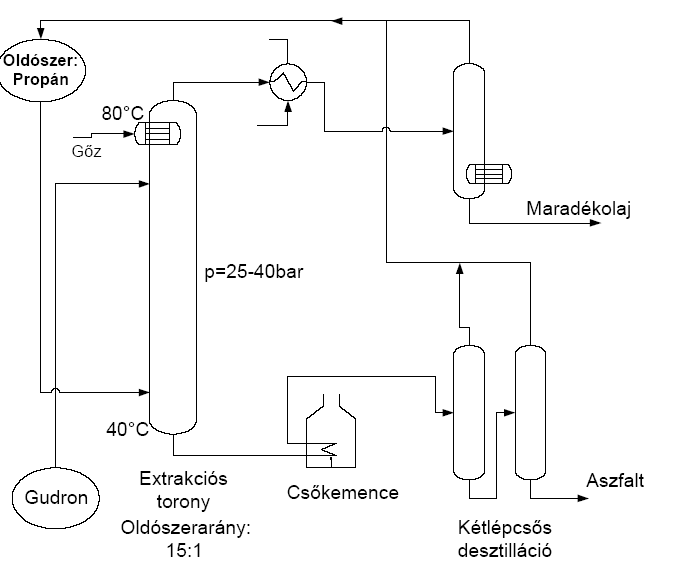 Oldószer:
Propán
80°C
Gőz
Maradékolaj
p=25-40bar
40°C
Gudron
Extrakciós
torony
Oldószerarány:
15:1
Csőkemence
Aszfalt
Kétlépcsős
desztilláció